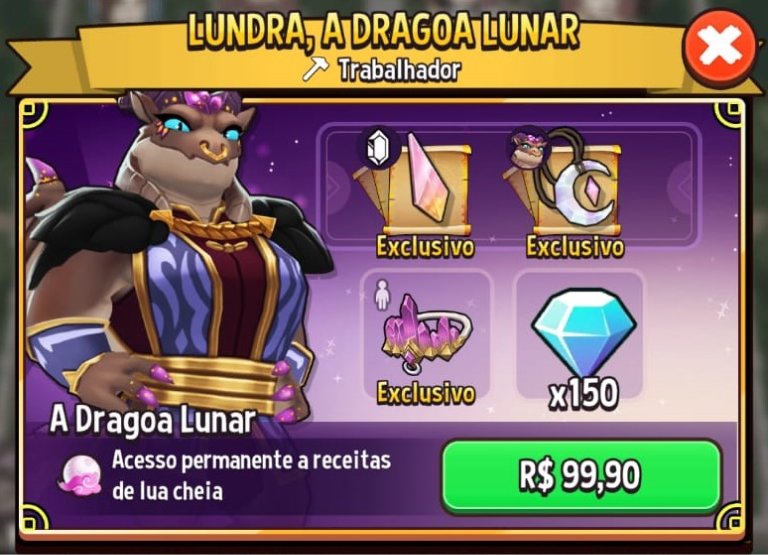 LUNDRA, A DRAGOA LUNAR
Trabalhador
Exclusivo
Exclusivo
Exclusivo
x150
A Dragoa Lunar
Acesso permanente a receitas
de lua cheia
R$ 99,90